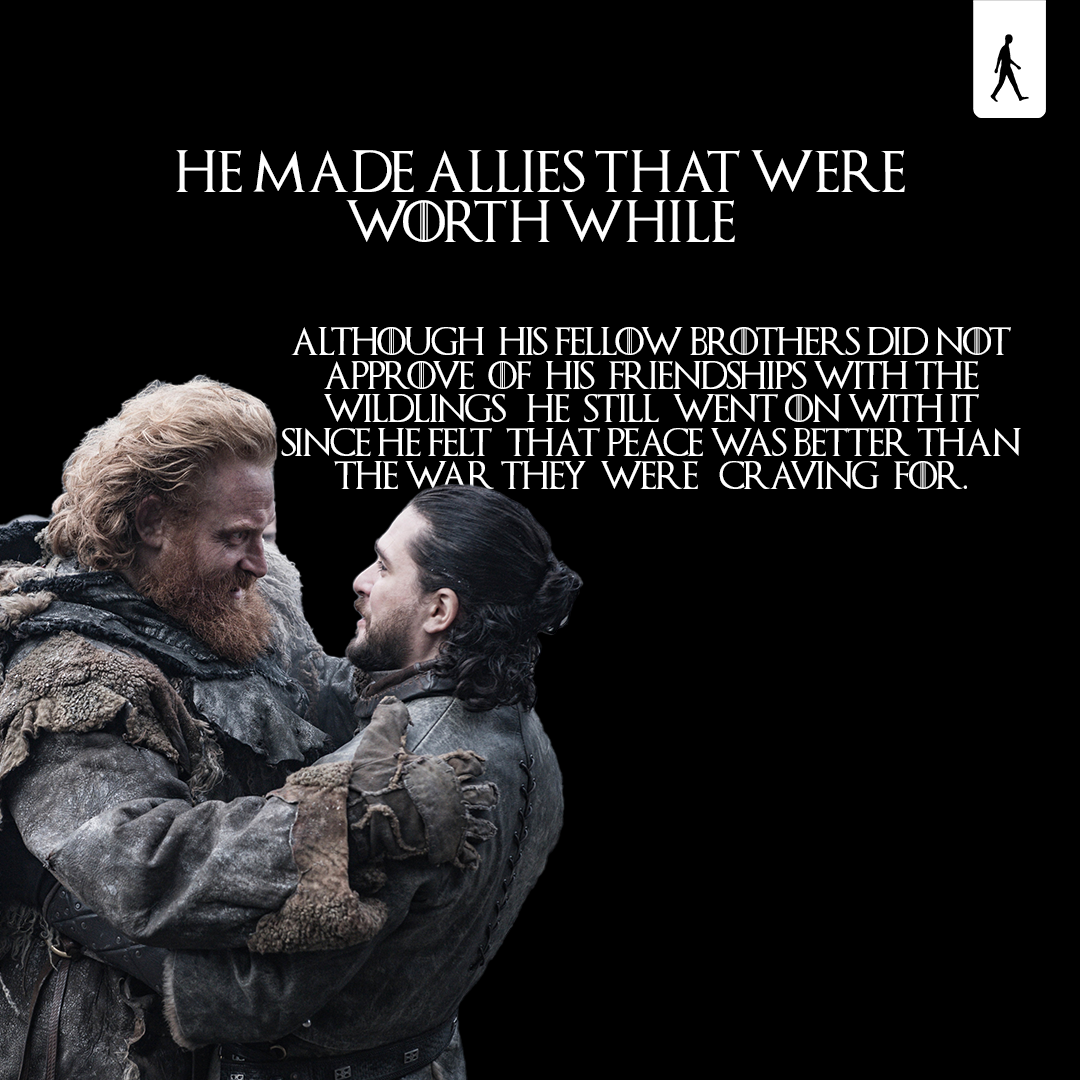 HE MADE ALLIES THAT WERE
WORTH WHILE
ALTHOUGH HIS FELLOW BROTHERS DID NOT
APPROVE OF HIS FRIENDSHIPS WITH THE
WILDLINGS HE STILL WENT ON WITH IT
SINCE HE FELT THAT PEACE WAS BETTER THAN
THE WAR THEY WERE CRAVING FOR.